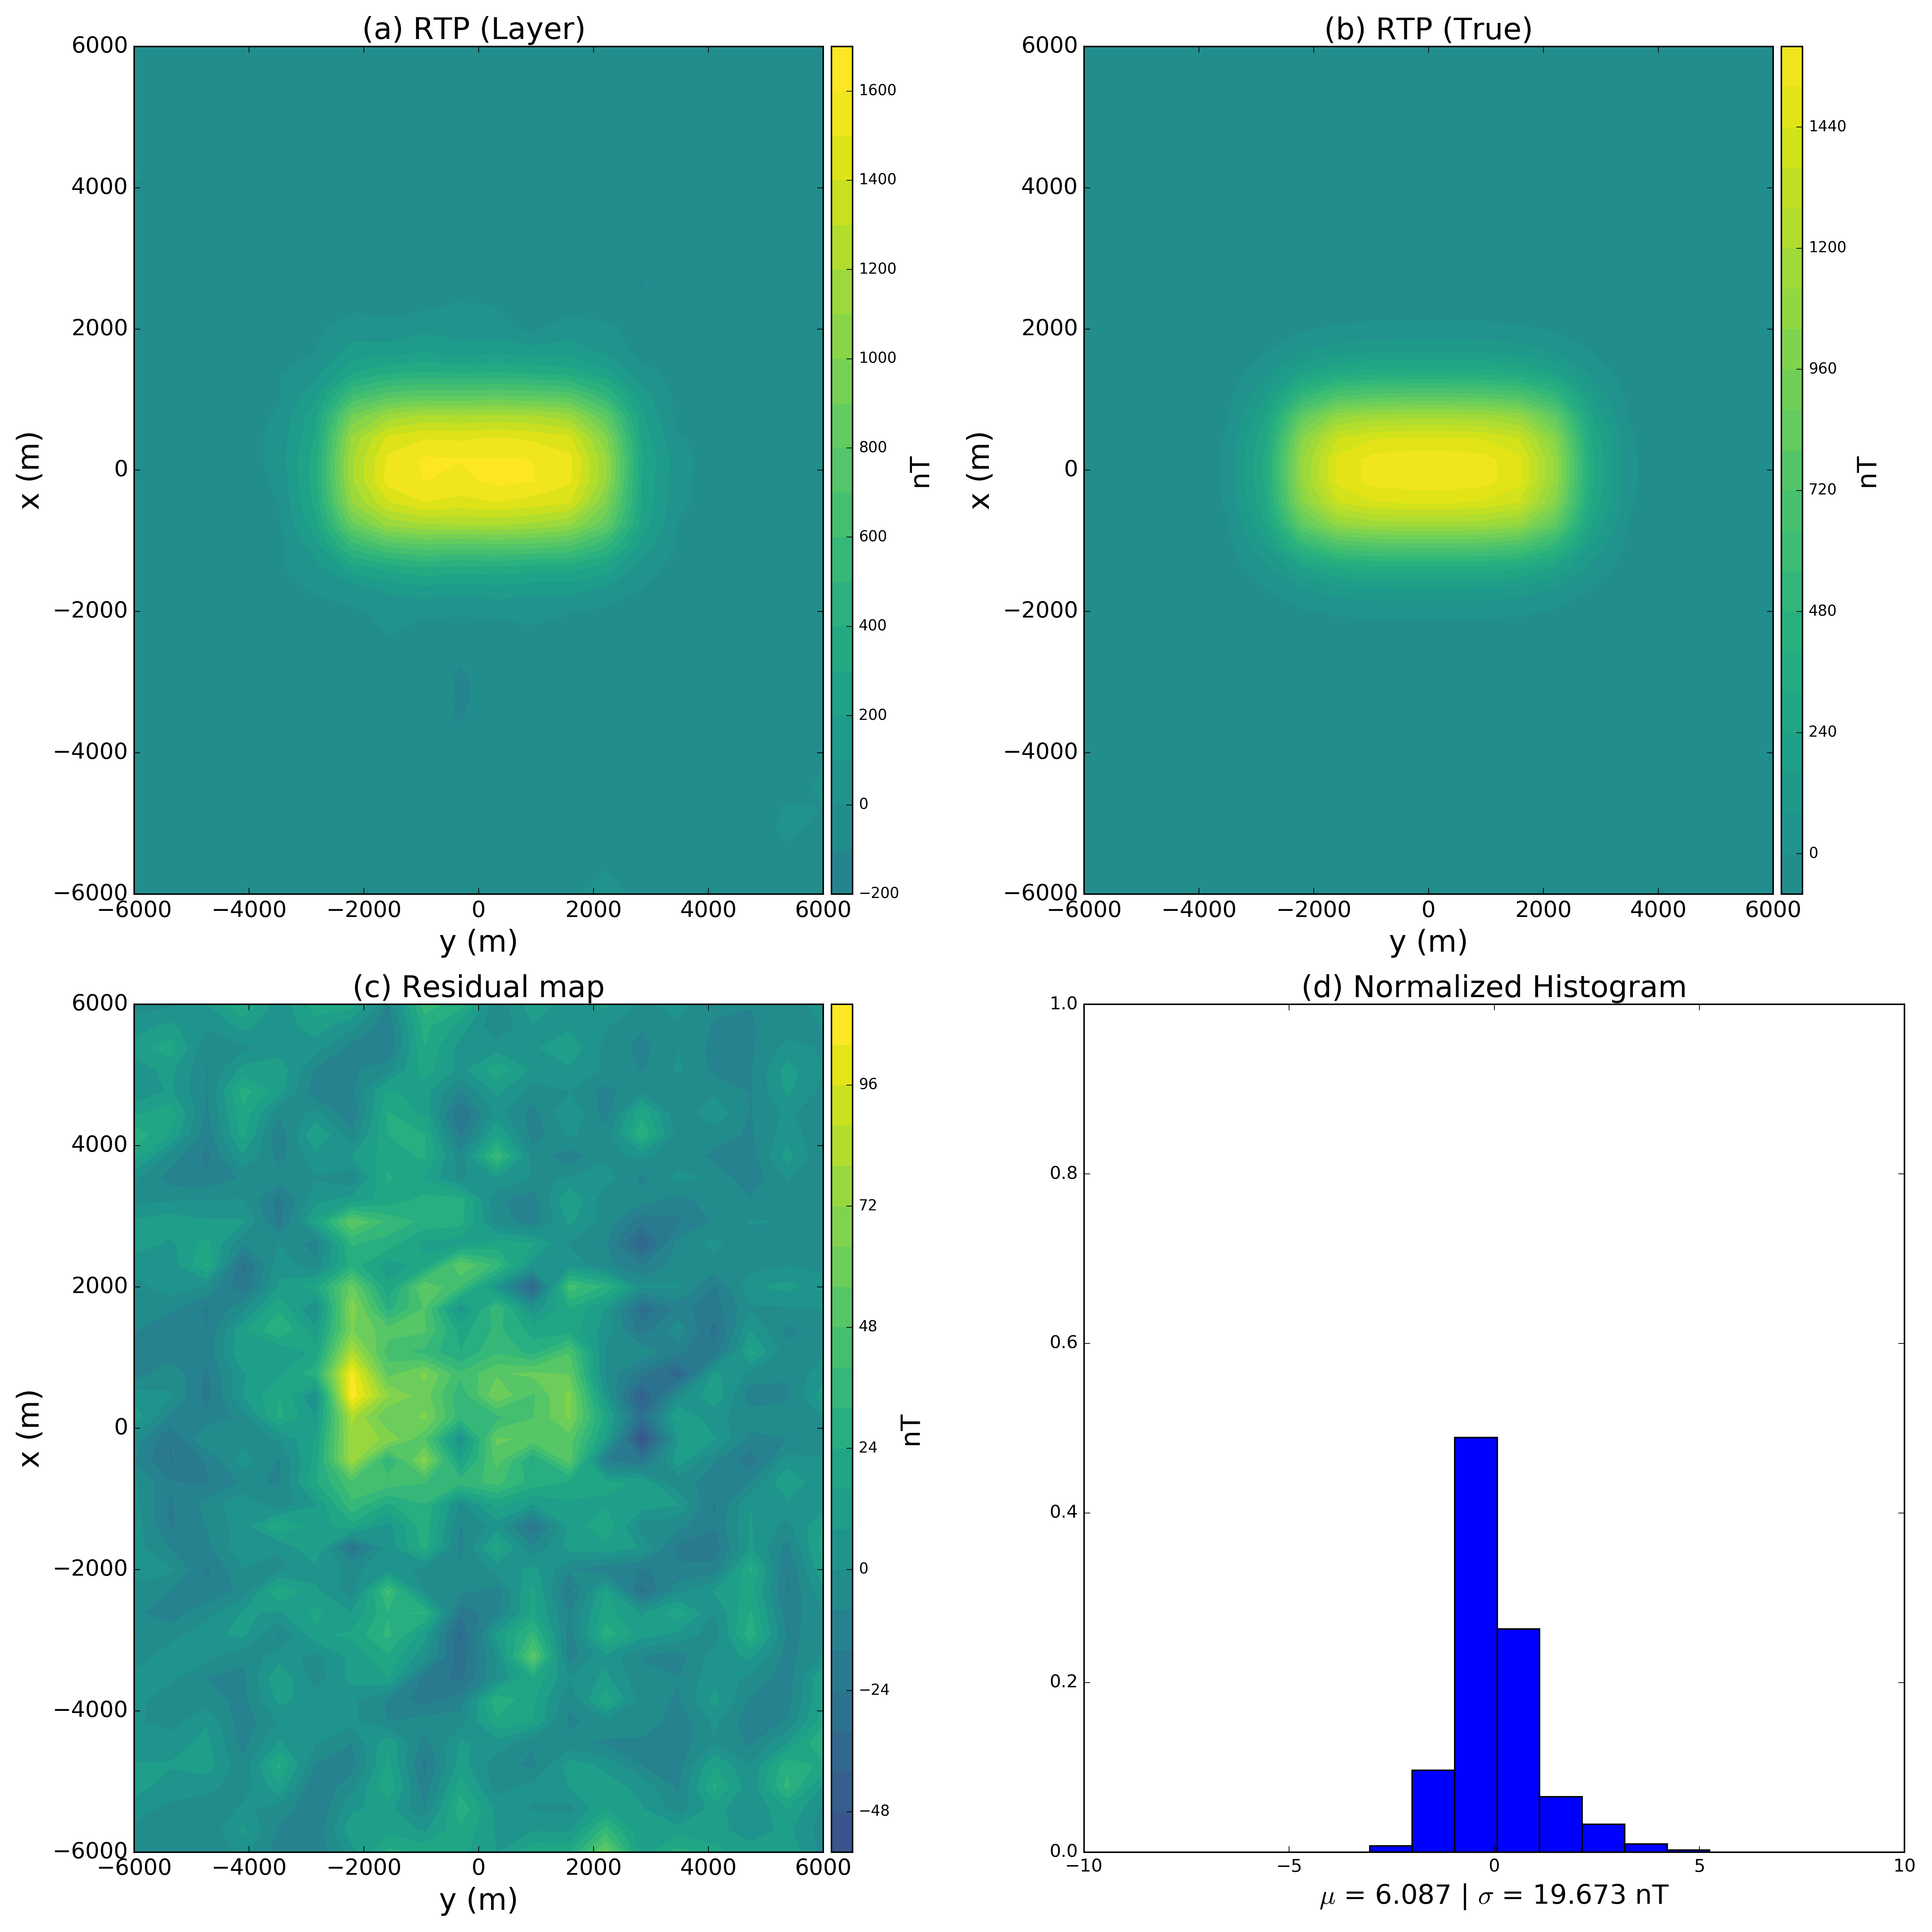 (a) RTP (Layer)
6000
4000
2000
0
−2000
−4000
−6000
x (m)
−6000 −4000 −2000 0 2000 4000 6000
y (m)
1600
1400
1200
1000
800
600
400
200
0
−200
nT
(b) RTP (True)
6000
4000
2000
0
−2000
−4000
−6000
x (m)
−6000 −4000 −2000 0 2000 4000 6000
y (m)
1440
1200
960
720
480
240
0
nT
(c) Residual map
6000
4000
2000
0
−2000
−4000
−6000
x (m)
−6000 −4000 −2000 0 2000 4000 6000
y (m)
96
72
48
24
0
−24
−48
nT
(d) Normalized Histogram
1.0
0.8
0.6
0.4
0.2
0.0
−10 −5 0 5 10
μ = 6.087 | σ = 19.673 nT